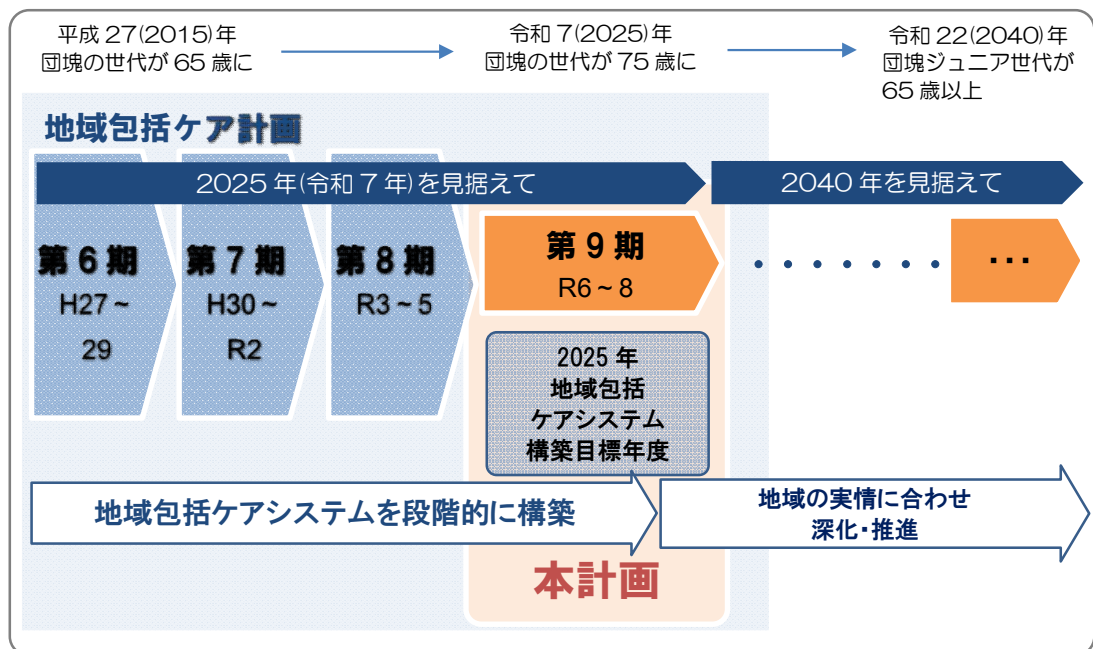 平成 27(2015)年
団塊の世代が 65 歳に
令和 7(2025)年
団塊の世代が 75 歳に
令和 22(2040)年
団塊ジュニア世代が
65 歳以上
地域包括ケア計画
2025 年(令和 7 年)を見据えて
2040 年を見据えて
第 6 期
H27~
29
第 7 期
H30~
R2
第 8 期
R3~5
第 9 期
R6~8
・・・・・・・
・・・
2025 年
地域包括
ケアシステム
構築目標年度
地域包括ケアシステムを段階的に構築
地域の実情に合わせ
深化・推進
本計画